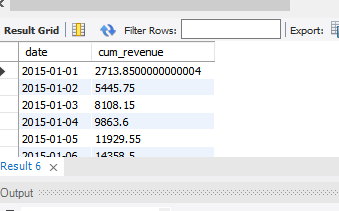 Result Grid Filter Rows: Export:
date cum_revenue
2015-01-01 2713.8500000000004
2015-01-02 5445.75
2015-01-03 8108.15
2015-01-04 9863.6
2015-01-05 11929.55
2015-01-06 14358.5
Result 6
Output